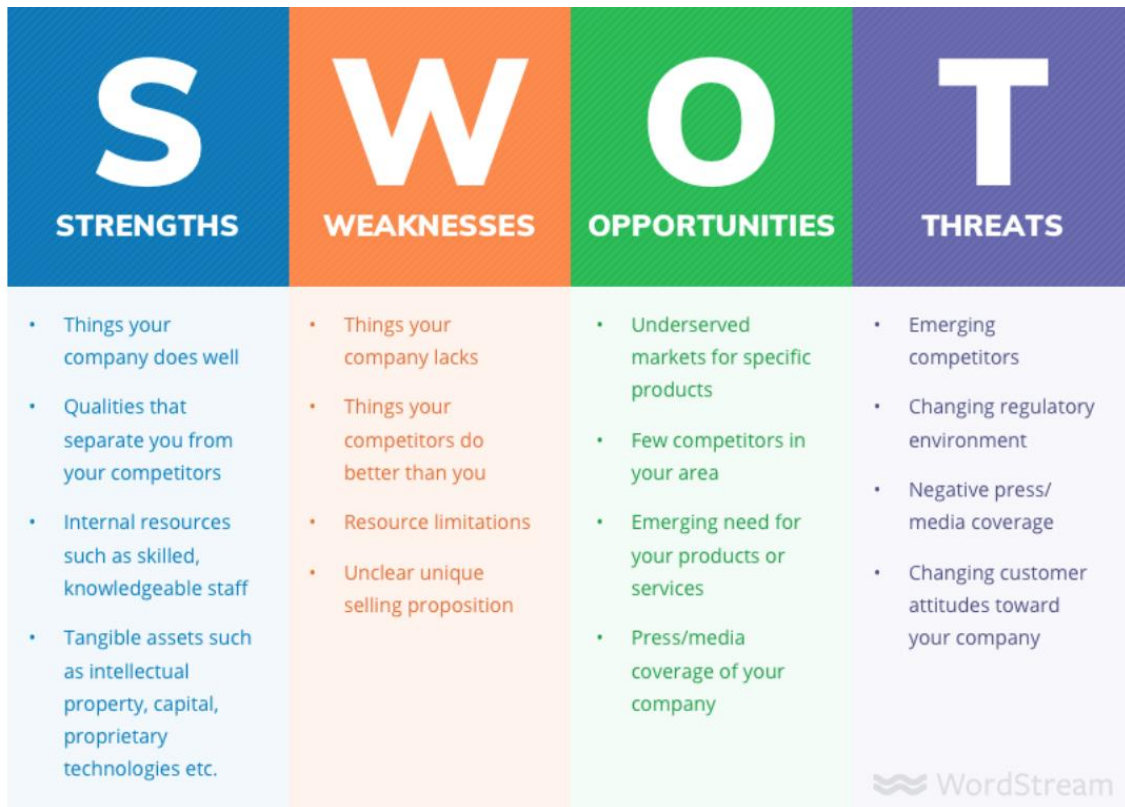 S
STRENGTHS
• Things your
company does well
• Qualities that
separate you from
your competitors
• Internal resources
such as skilled,
knowledgeable staff
• Tangible assets such
as intellectual
property, capital,
proprietary
technologies etc.
W
WEAKNESSES
• Things your
company lacks
• Things your
competitors do
better than you
• Resource limitations
• Unclear unique
selling proposition
O
OPPORTUNITIES
• Underserved
markets for specific
products
• Few competitors in
your area
• Emerging need for
your products or
services
• Press/media
coverage of your
company
T
THREATS
• Emerging
competitors
• Changing regulatory
environment
• Negative press/
media coverage
• Changing customer
attitudes toward
your company
WordStream